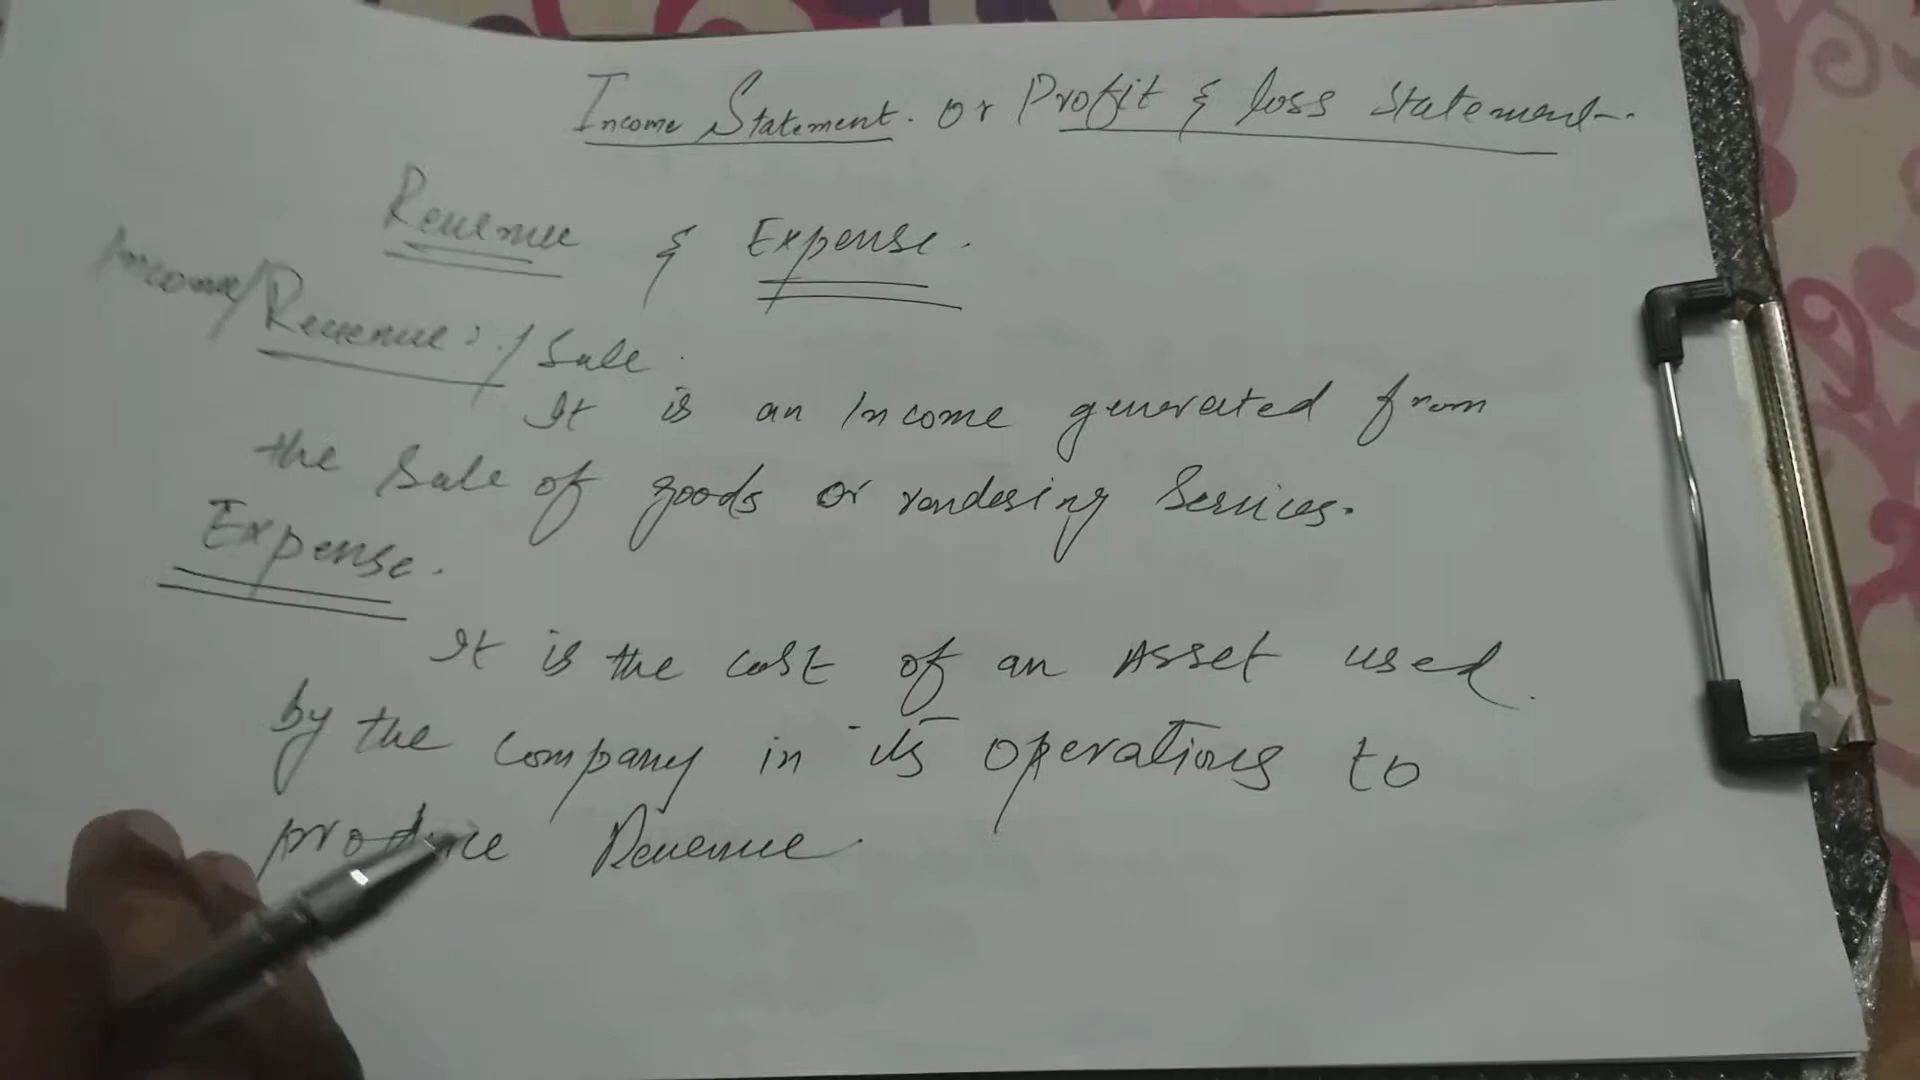 Income Statement. or Profit & loss Statement.
Revenue & Expense.
Income/Revenue: / Sale.
It is an Income generated from
the Sale of goods or rendering Services.
Expense.
It is the cost of an Asset used
by the company in its operations to
produce Revenue.